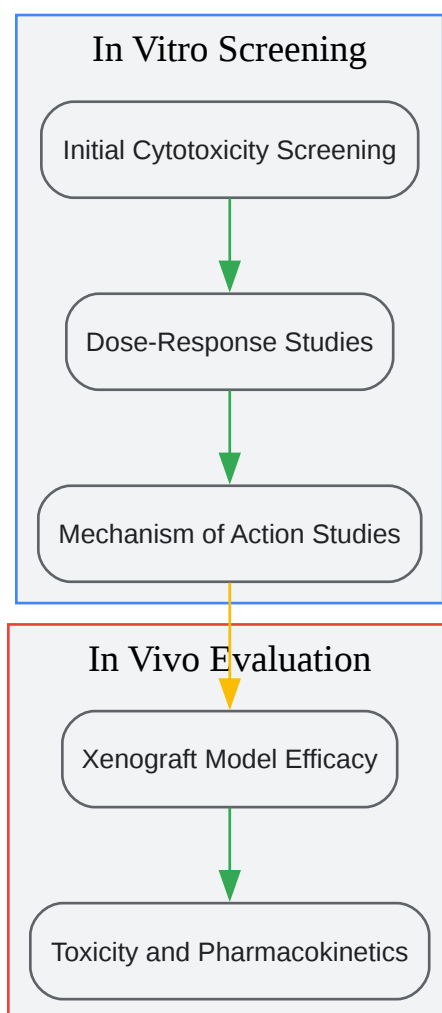 In Vitro Screening
Initial Cytotoxicity Screening
Dose-Response Studies
Mechanism of Action Studies
In Vivo Evaluation
Xenograft Model Efficacy
Toxicity and Pharmacokinetics